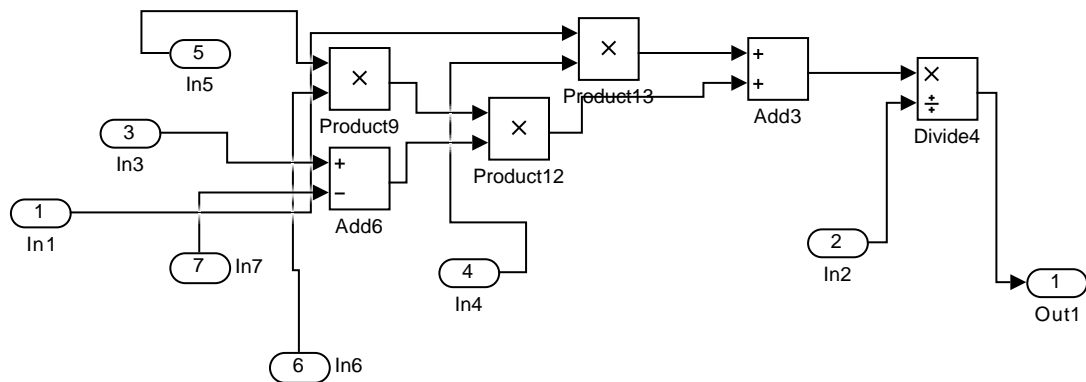 5
In5
×
Product9
×
Product13
+
+
Add3
×
÷
Divide4
3
In3
+
−
Add6
×
Product12
1
In1
7
In7
4
In4
2
In2
1
Out1
6
In6